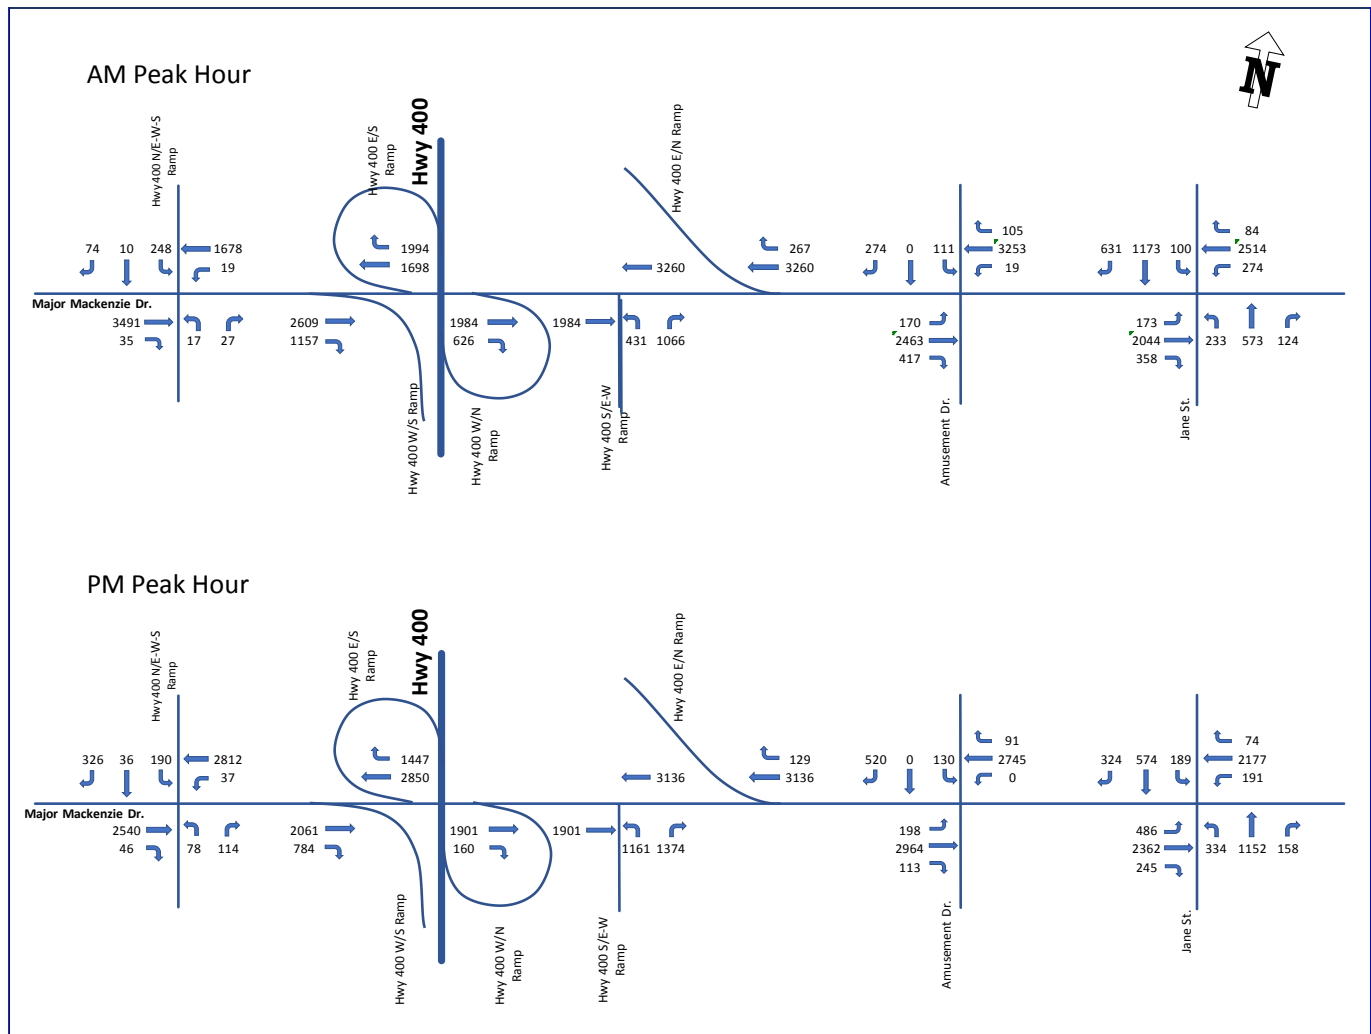 AM Peak Hour
N
Hwy 400 N/E-W-S
Ramp
Hwy 400 E/S
Ramp
Hwy 400
Hwy 400 E/N Ramp
74 10 248 1678
19
1994
1698
3260
267
3260
274 0 111
105
3253
19
631 1173 100
84
2514
274
Major Mackenzie Dr.
3491
35 17 27
2609
1157
1984
626
1984
431 1066
170
2463
417
173
2044
358
233 573 124
Hwy 400 W/S Ramp
Hwy 400 W/N
Ramp
Hwy 400 S/E-W
Ramp
Amusement Dr.
Jane St.
PM Peak Hour
Hwy 400 N/E-W-S
Ramp
Hwy 400 E/S
Ramp
Hwy 400
Hwy 400 E/N Ramp
326 36 190 2812
37
1447
2850
3136
129
3136
520 0 130
91
2745
0
324 574 189
74
2177
191
Major Mackenzie Dr.
2540
46 78 114
2061
784
1901
160
1901
1161 1374
198
2964
113
486
2362
245
334 1152 158
Hwy 400 W/S Ramp
Hwy 400 W/N
Ramp
Hwy 400 S/E-W
Ramp
Amusement Dr.
Jane St.